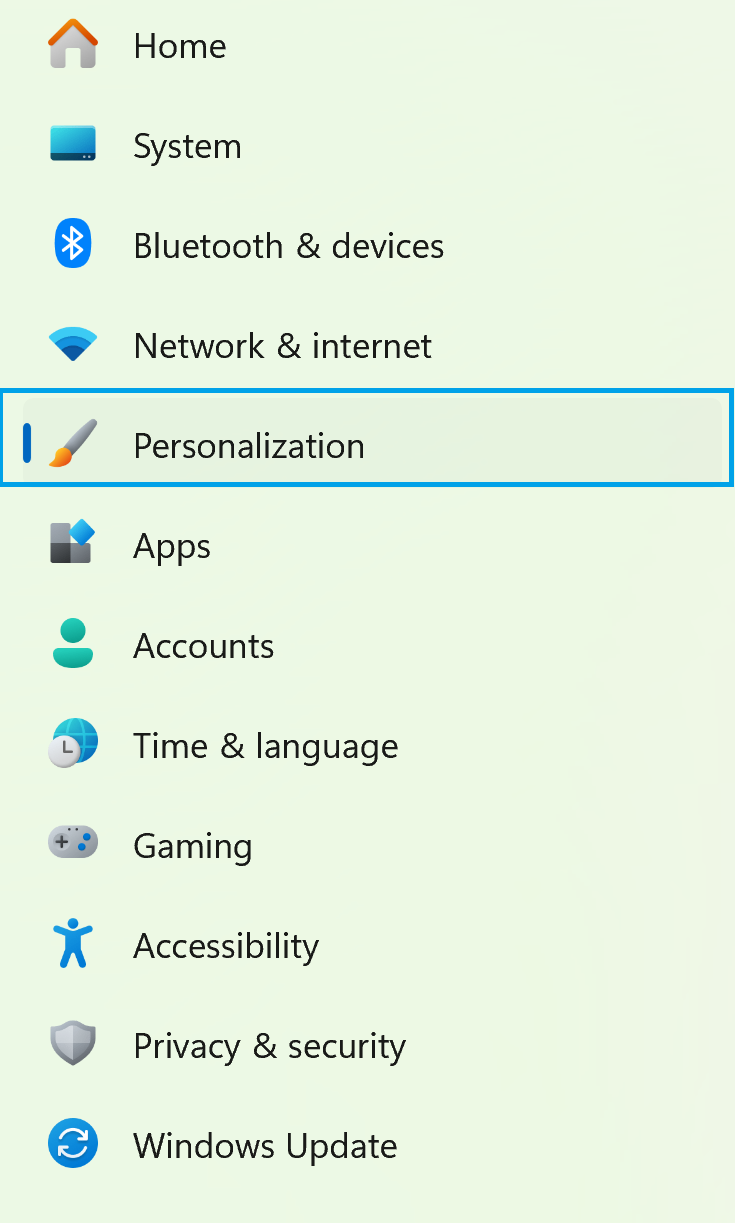 Home
System
Bluetooth & devices
Network & internet
Personalization
Apps
Accounts
Time & language
Gaming
Accessibility
Privacy & security
Windows Update